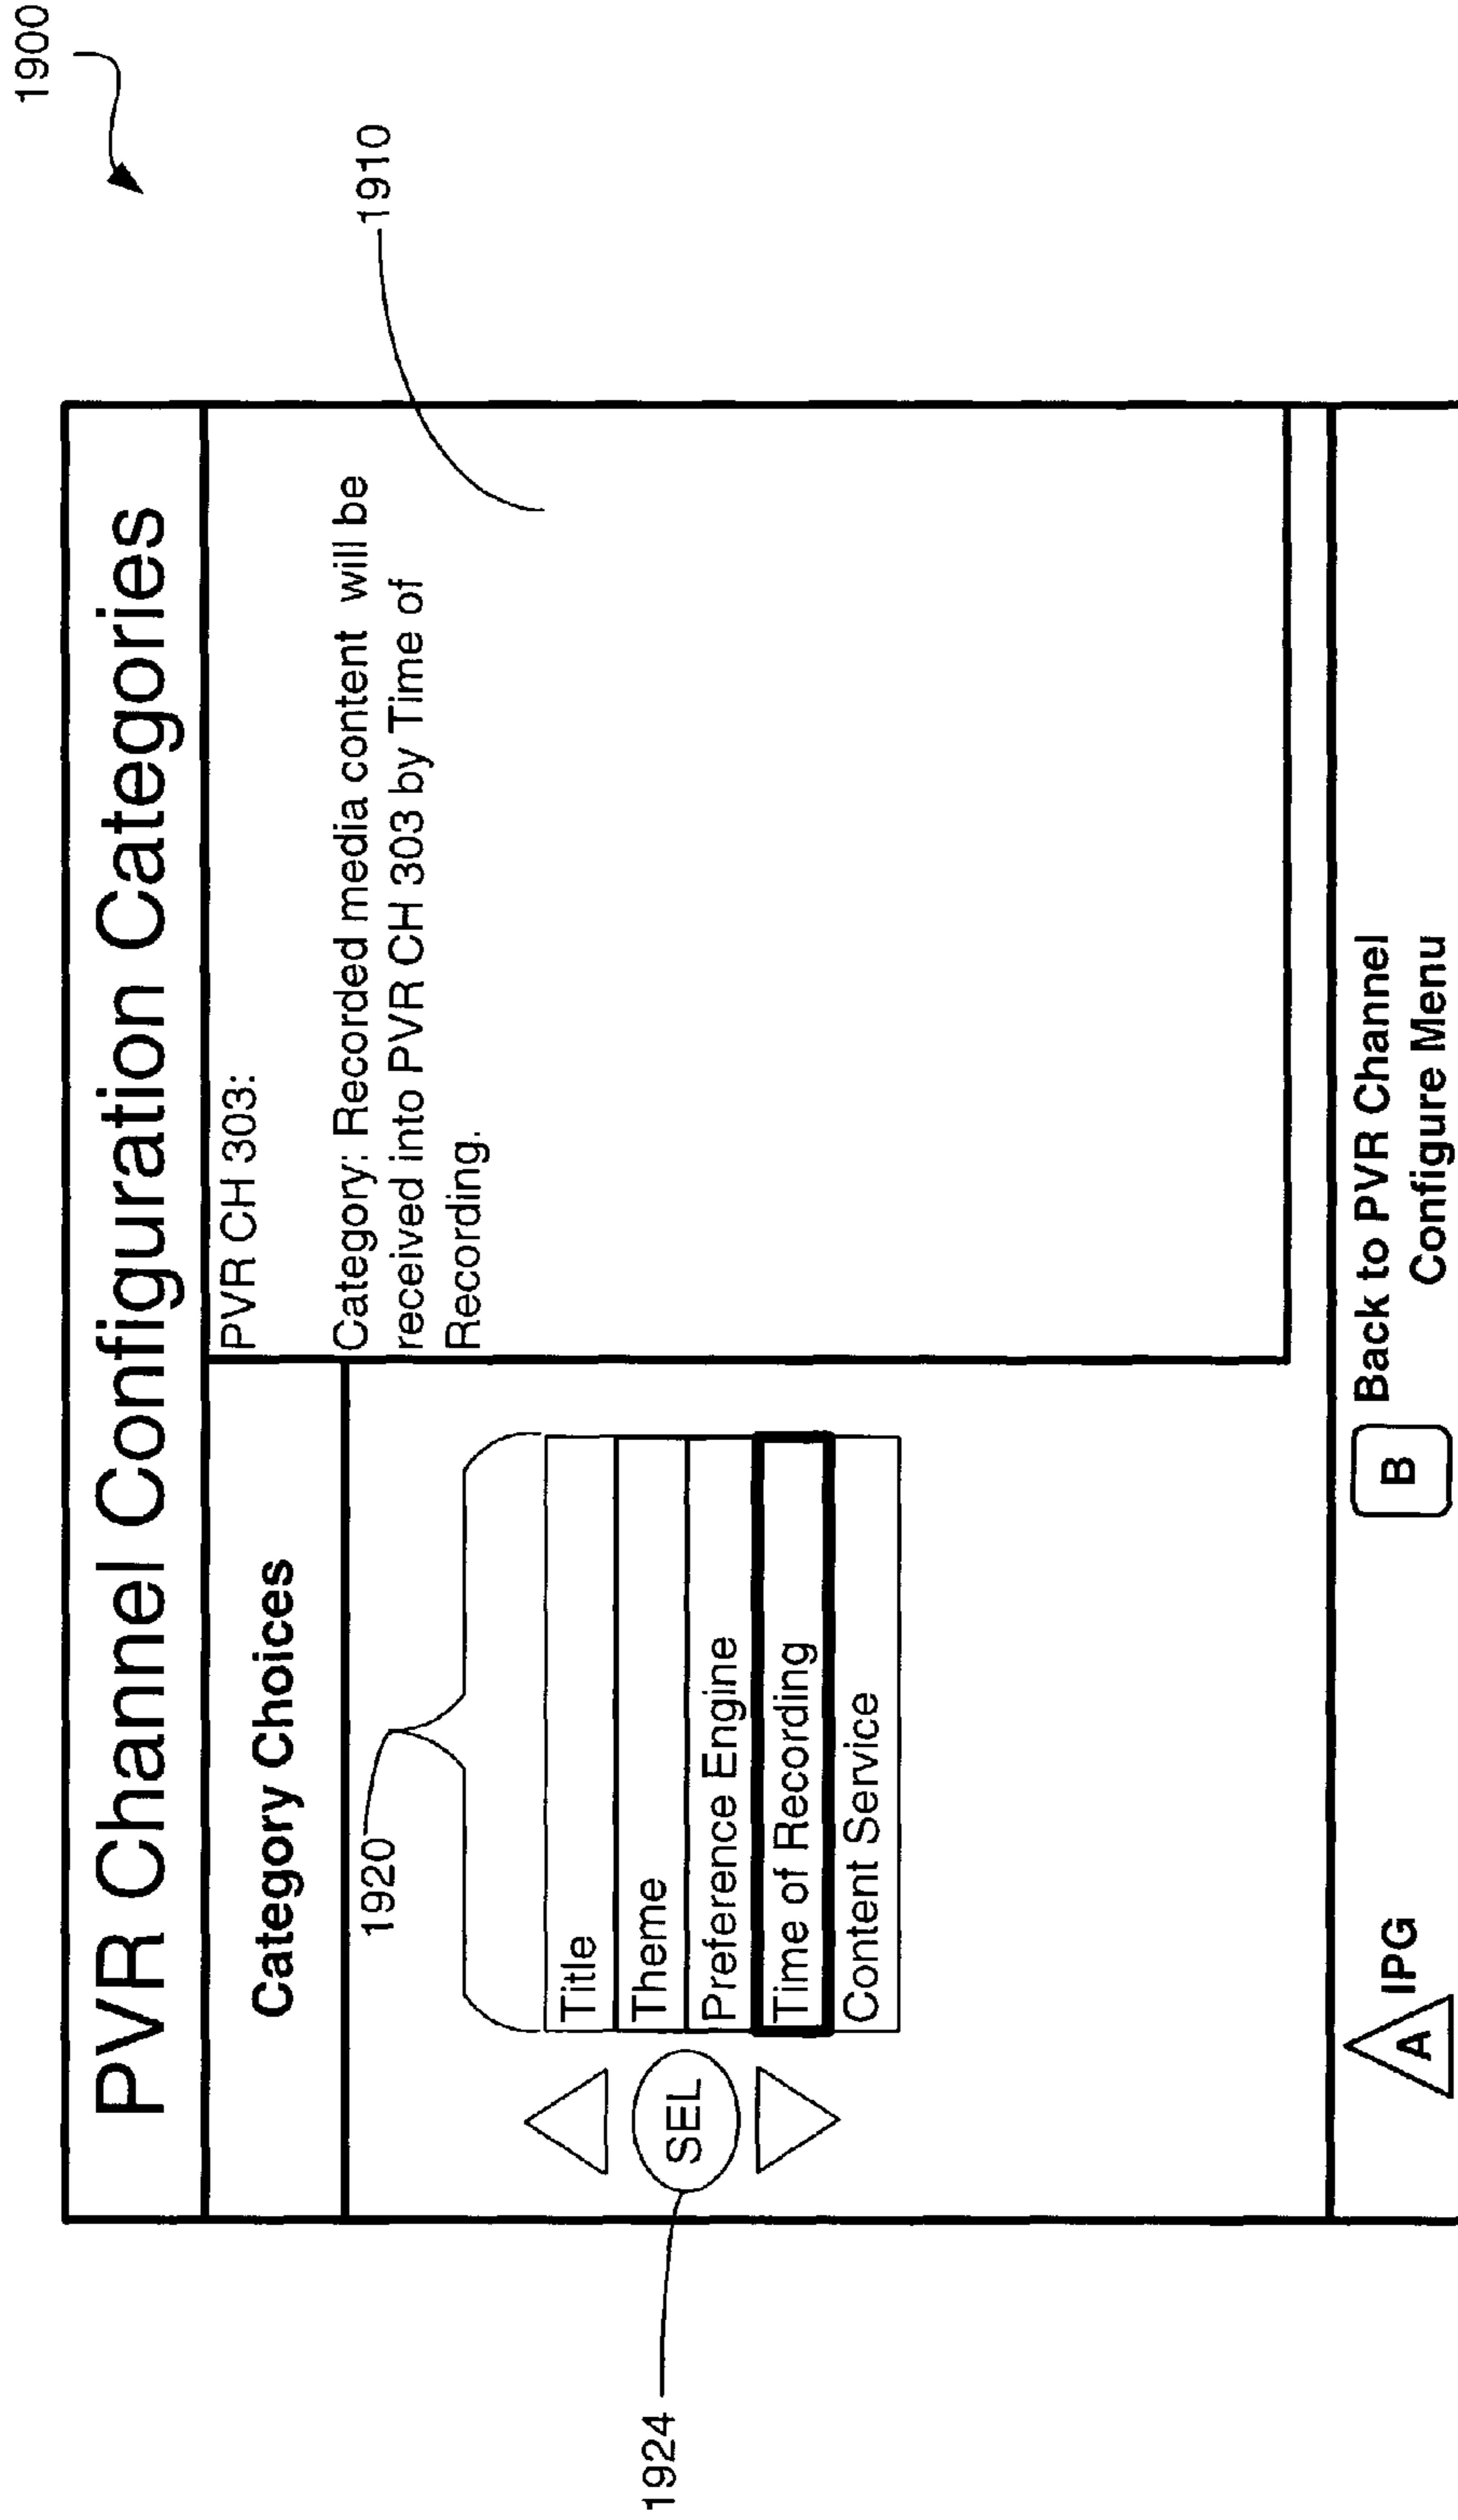 1900
PVR Channel Configuration Categories
Category Choices
PVR CH 303:
Category: Recorded media content will be
received into PVR CH 303 by Time of
Recording.
1910
1920
Title
Theme
Preference Engine
Time of Recording
Content Service
SEL
1924
A IPG
B Back to PVR Channel
Configure Menu